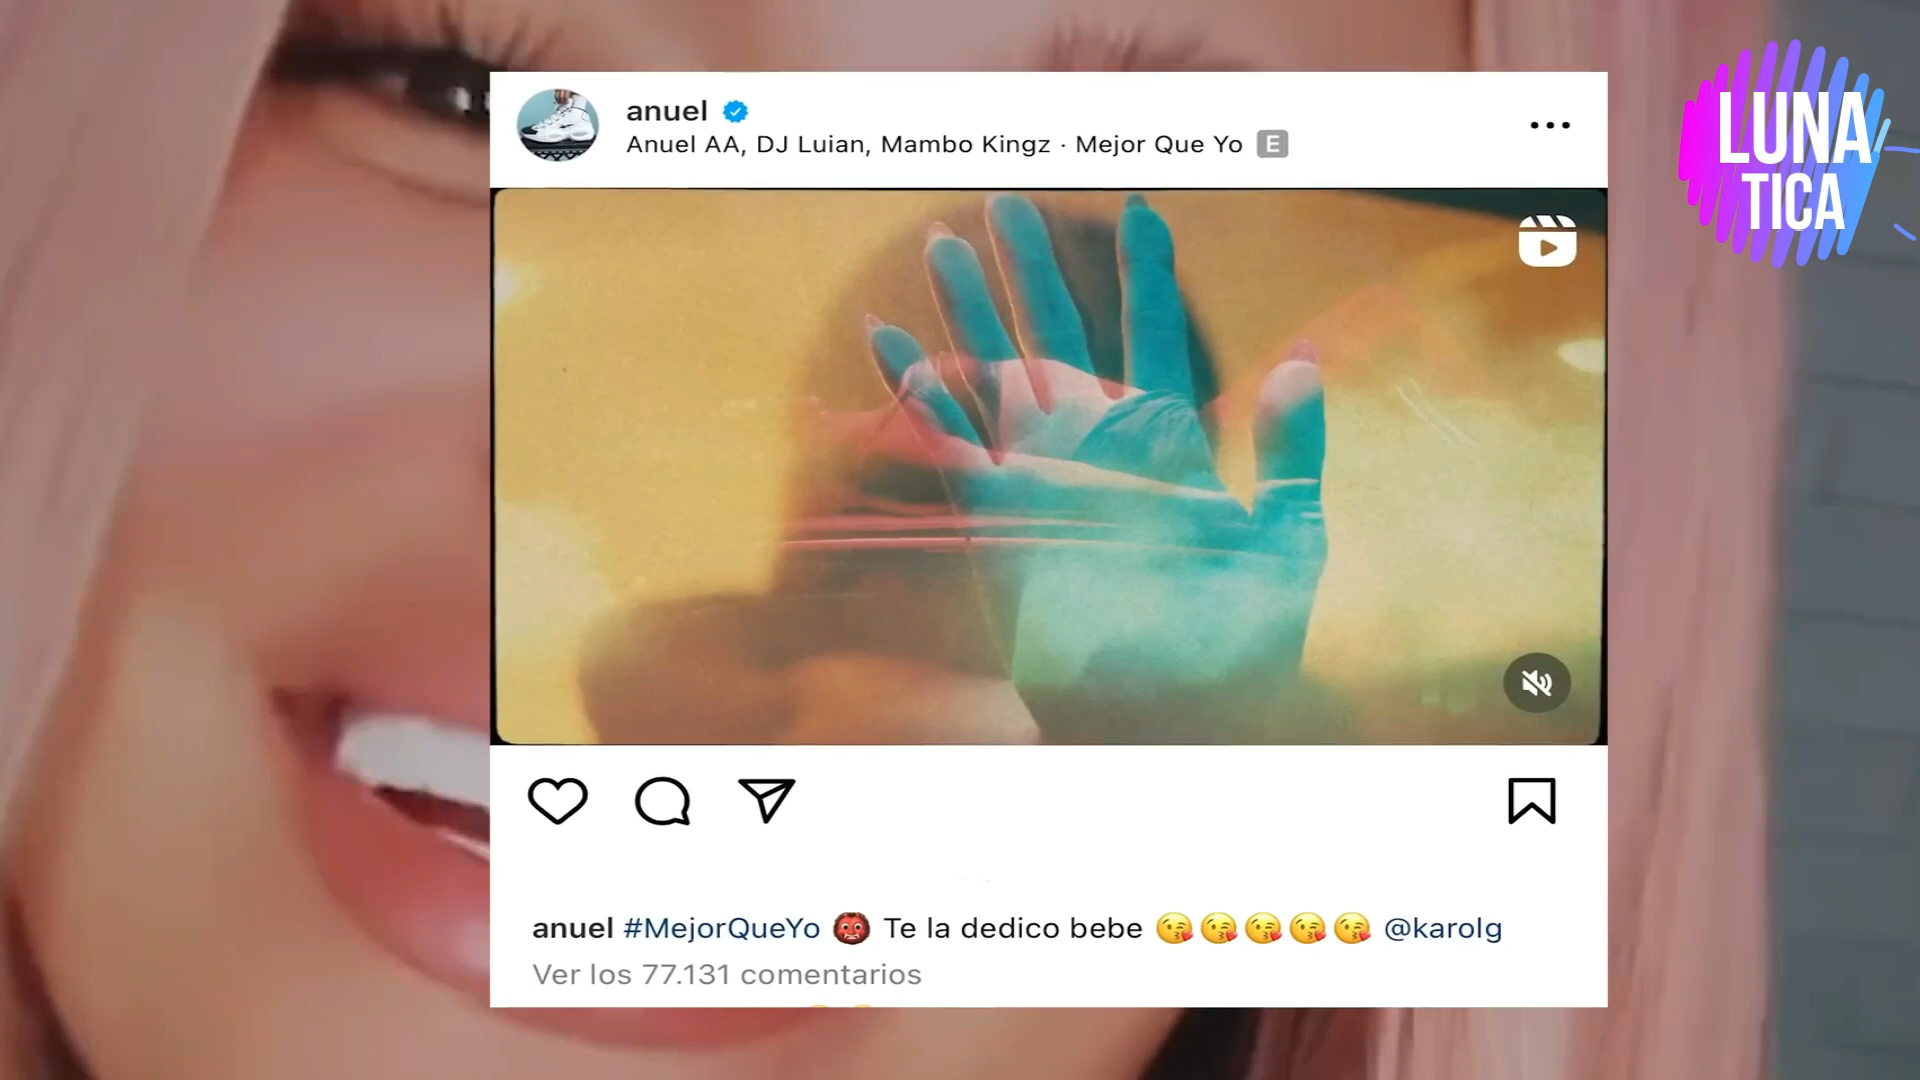 anuel
Anuel AA, DJ Luian, Mambo Kingz · Mejor Que Yo E
LUNA
TICA
anuel #MejorQueYo 👹 Te la dedico bebe 😘😘😘😘😘 @karolg
Ver los 77.131 comentarios